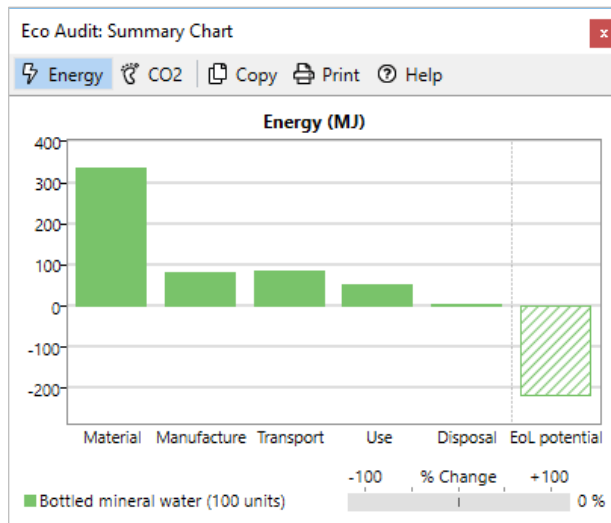 Eco Audit: Summary Chart x
Energy CO2 Copy Print Help
Energy (MJ)
400
300
200
100
0
-100
-200
Material Manufacture Transport Use Disposal EoL potential
-100 % Change +100
Bottled mineral water (100 units) 0 %